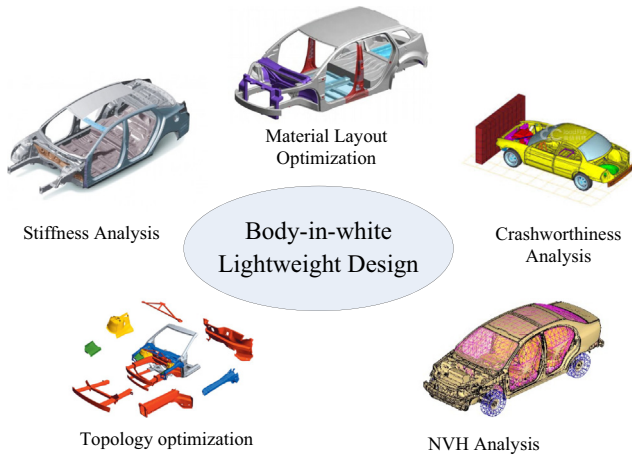 Material Layout
Optimization
Stiffness Analysis
Body-in-white
Lightweight Design
Crashworthiness
Analysis
Topology optimization
NVH Analysis